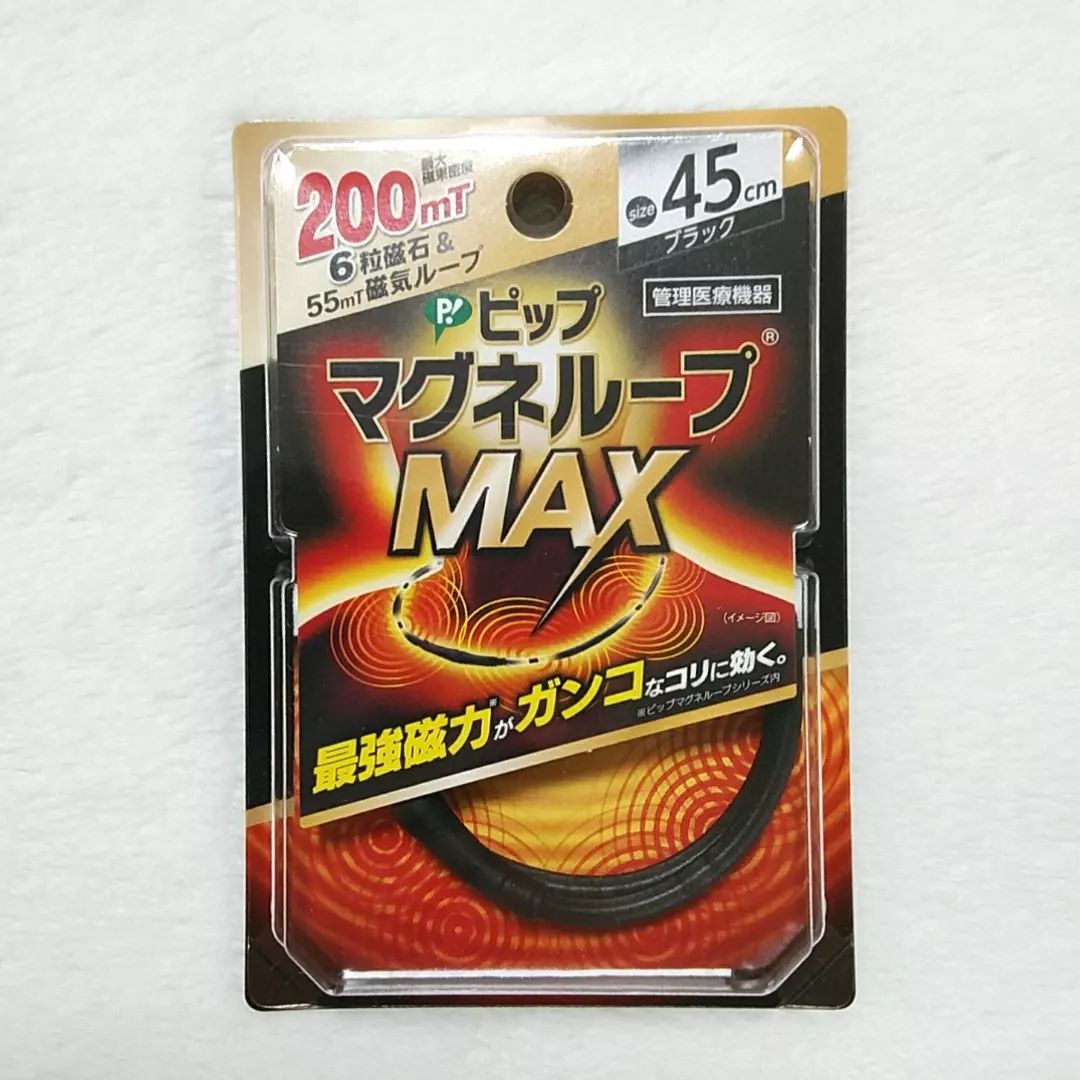 最大
磁束密度
200mT
6粒磁石&
55mT磁気ループ
size 45cm
ブラック
管理医療機器
P! ピップ
マグネループ®
MAX
(イメージ図)
最強磁力※がガンコなコリに効く。
※ピップマグネループシリーズ内